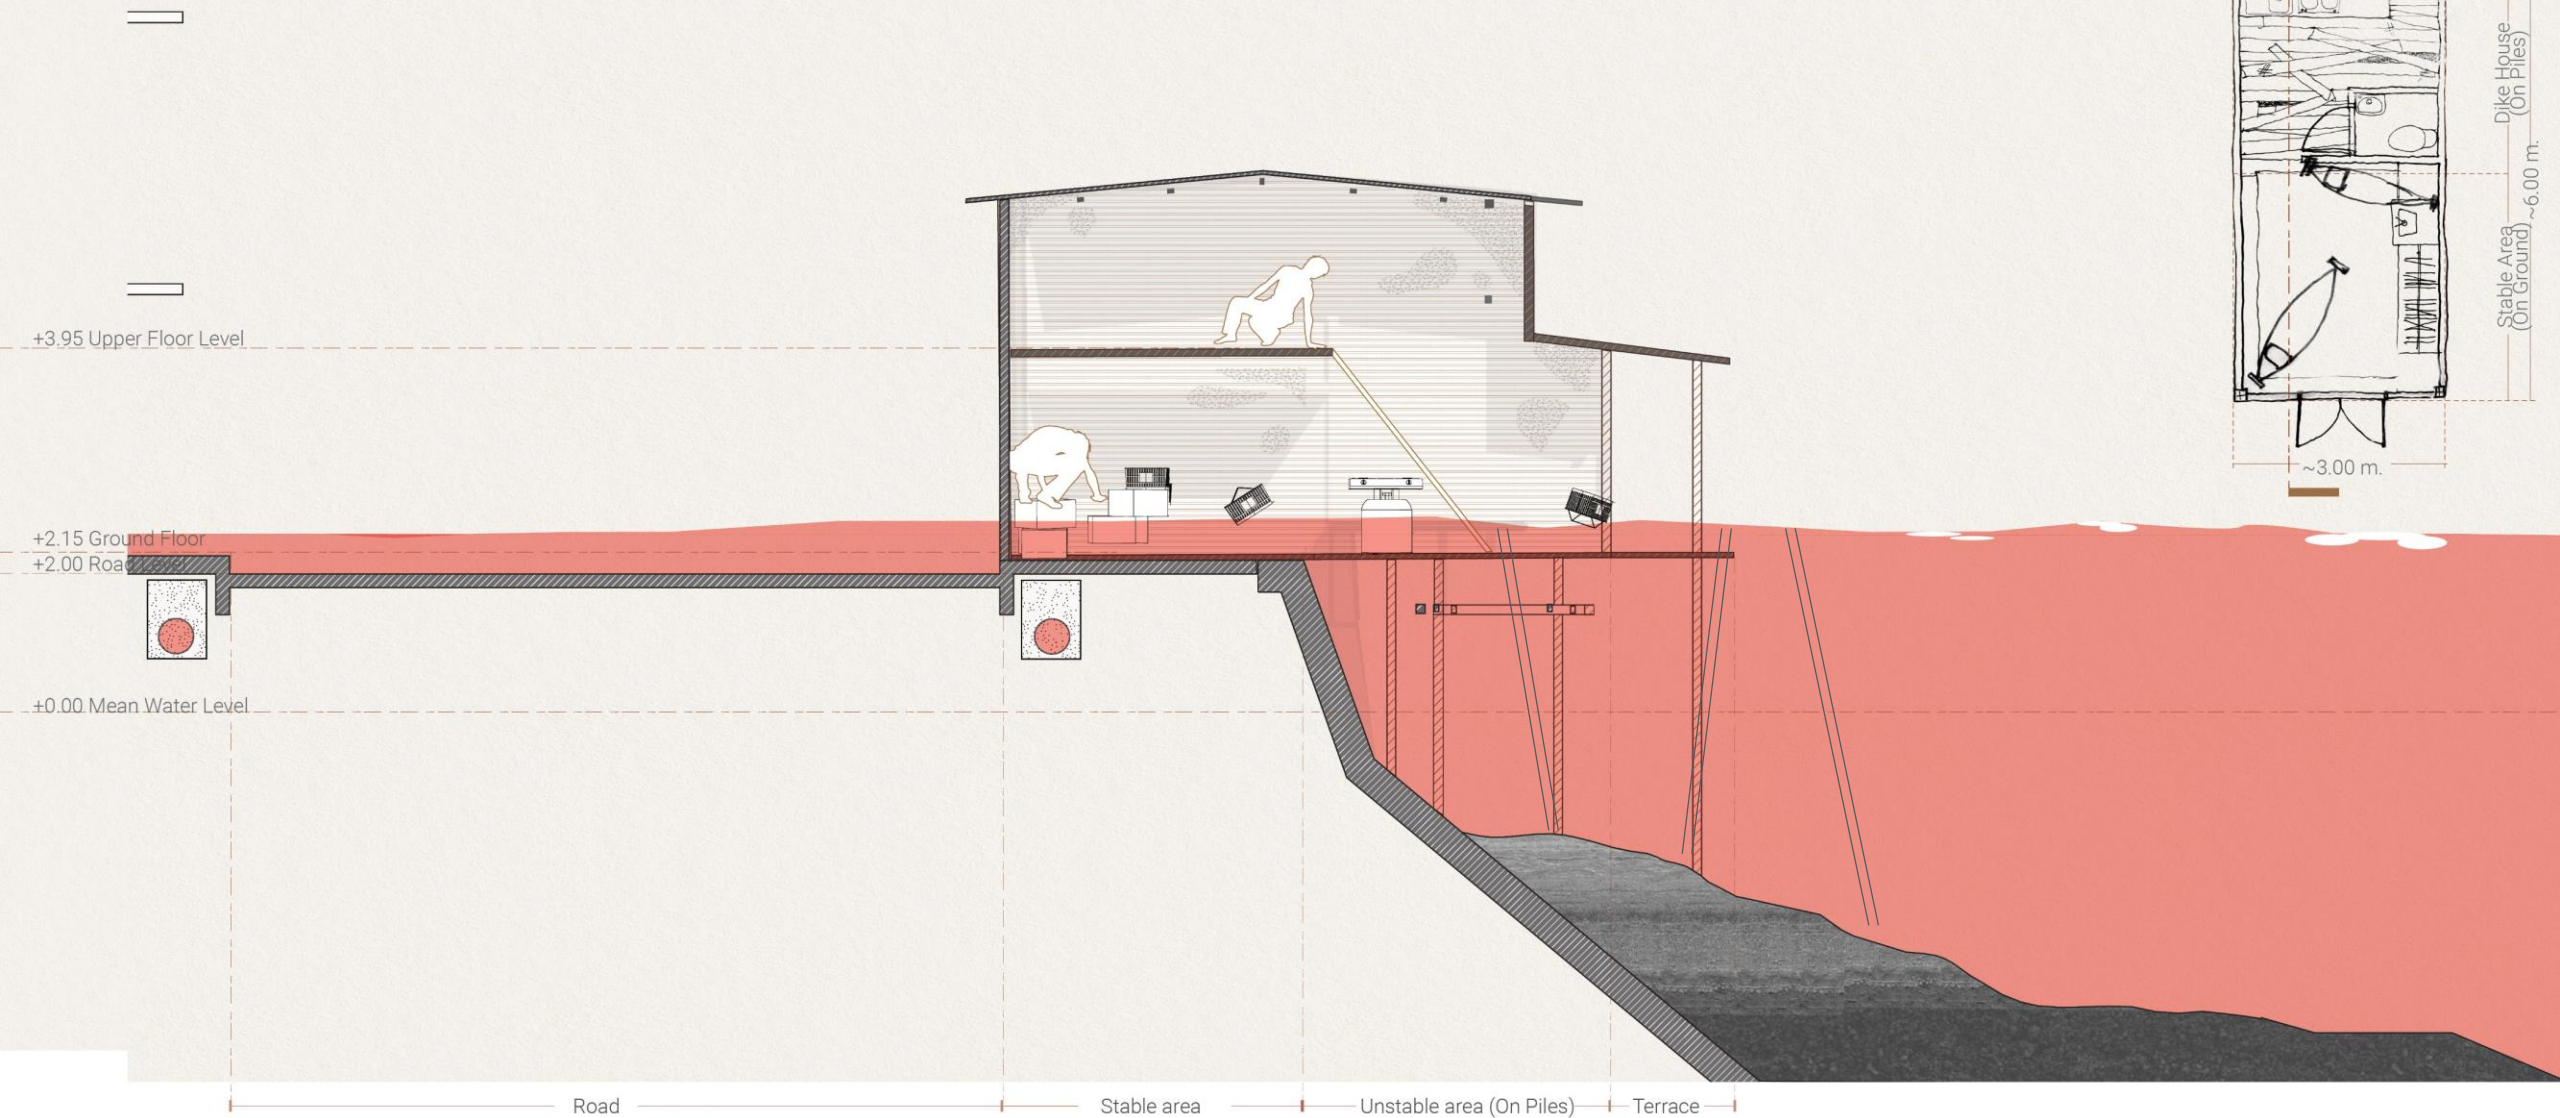 Dike House
(On Piles)
~6.00 m.
Stable Area
(On Ground)
~3.00 m.
+3.95 Upper Floor Level
+2.15 Ground Floor
+2.00 Road Level
+0.00 Mean Water Level
Road
Stable area
Unstable area (On Piles)
Terrace